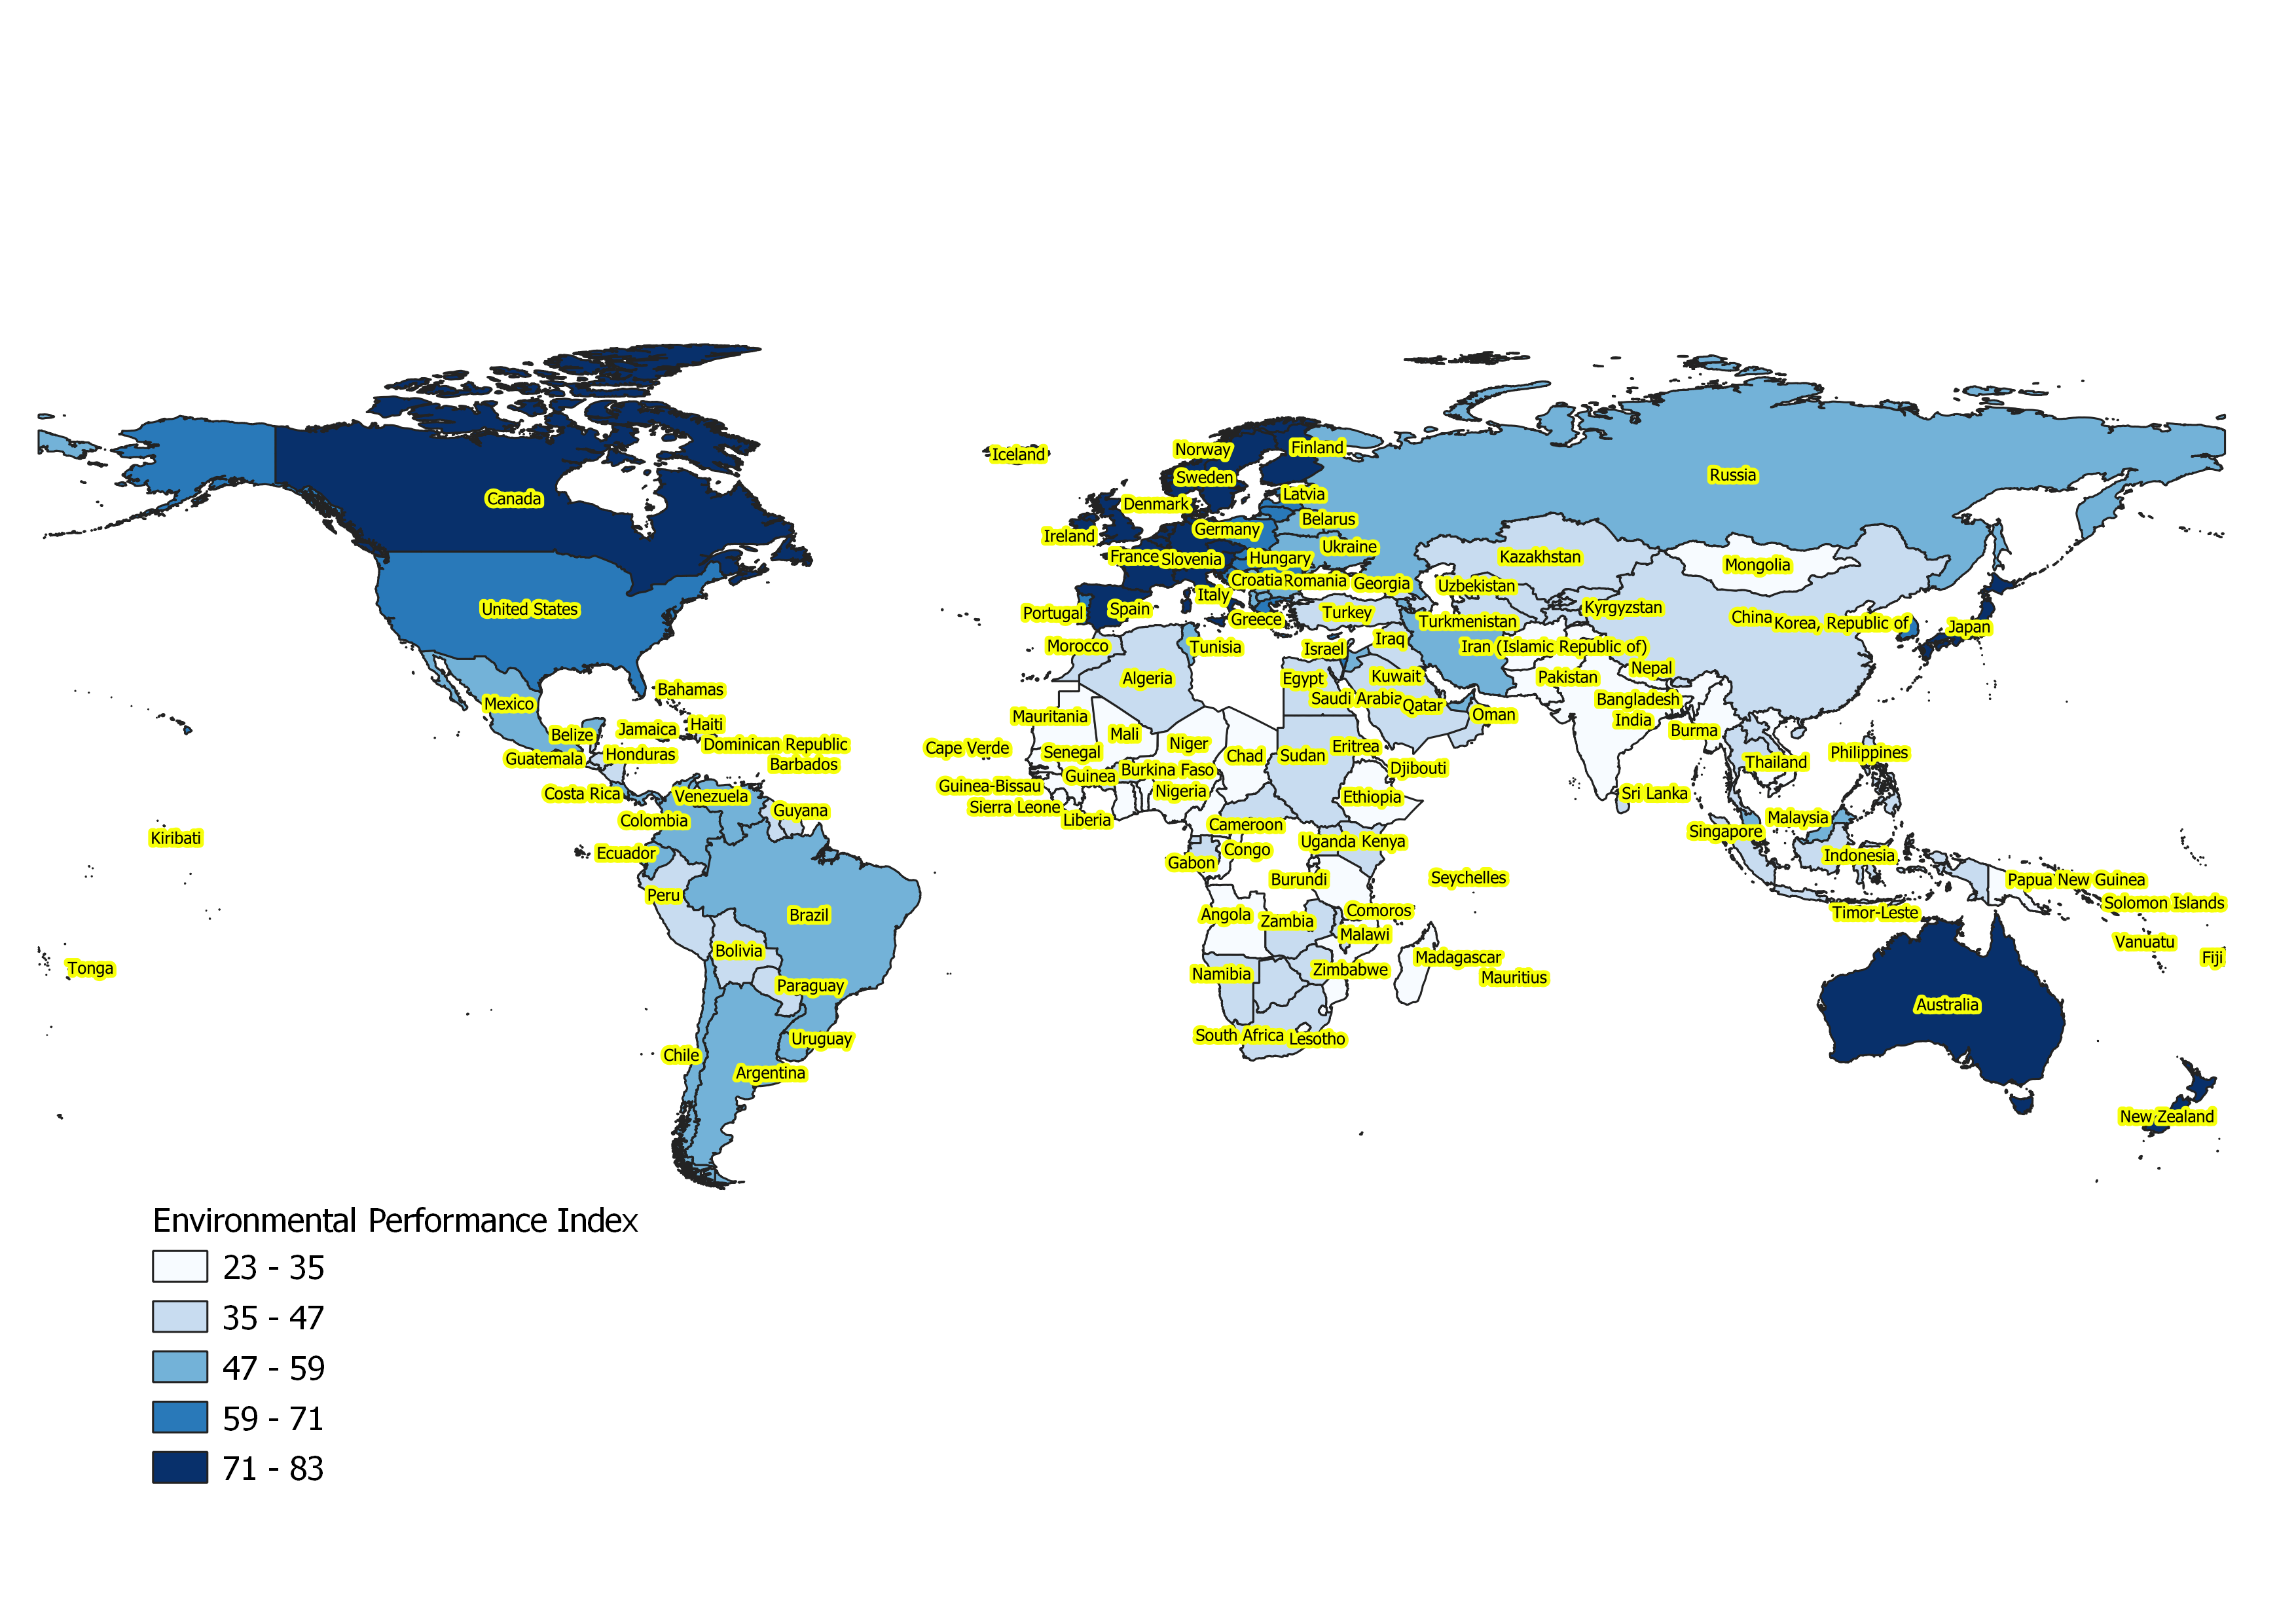 Iceland
Norway
Finland
Sweden
Russia
Canada
Denmark
Latvia
Belarus
Ireland
Germany
Ukraine
France
Slovenia
Hungary
Kazakhstan
Mongolia
Croatia
Romania
Georgia
Uzbekistan
United States
Italy
Portugal
Spain
Greece
Turkey
Turkmenistan
Kyrgyzstan
China
Korea, Republic of
Japan
Morocco
Tunisia
Israel
Iraq
Iran (Islamic Republic of)
Algeria
Egypt
Kuwait
Pakistan
Nepal
Bahamas
Mexico
Saudi Arabia
Qatar
Bangladesh
Mauritania
Oman
India
Belize
Jamaica
Haiti
Mali
Burma
Guatemala
Honduras
Dominican Republic
Cape Verde
Senegal
Niger
Chad
Sudan
Eritrea
Philippines
Barbados
Guinea
Burkina Faso
Djibouti
Thailand
Costa Rica
Venezuela
Guinea-Bissau
Nigeria
Ethiopia
Sri Lanka
Colombia
Guyana
Sierra Leone
Liberia
Cameroon
Singapore
Malaysia
Kiribati
Ecuador
Gabon
Congo
Uganda
Kenya
Indonesia
Peru
Burundi
Seychelles
Papua New Guinea
Brazil
Angola
Zambia
Comoros
Timor-Leste
Solomon Islands
Bolivia
Malawi
Vanuatu
Tonga
Paraguay
Namibia
Zimbabwe
Madagascar
Mauritius
Fiji
Australia
Chile
Uruguay
South Africa
Lesotho
Argentina
New Zealand
Environmental Performance Index
23 - 35
35 - 47
47 - 59
59 - 71
71 - 83